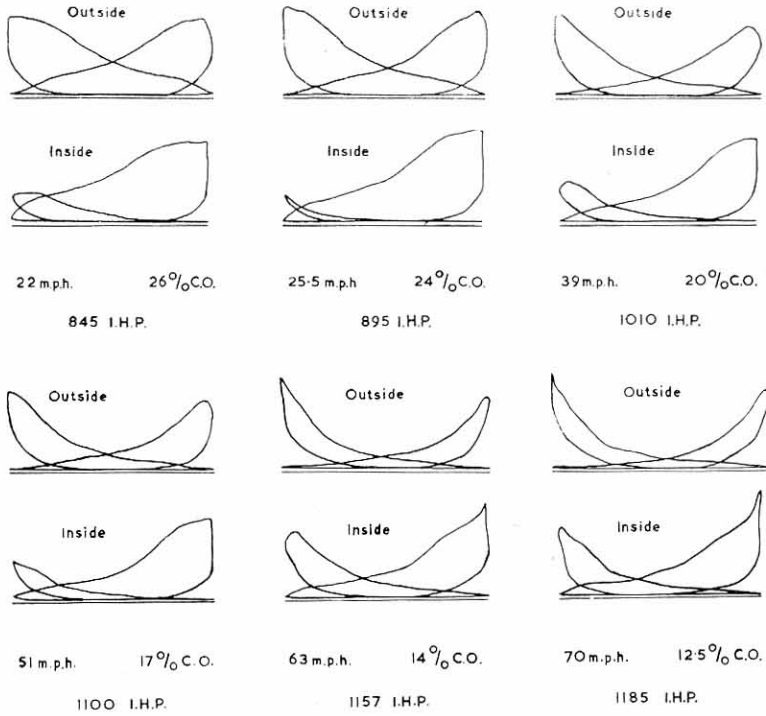 Outside
Inside
22 m.p.h. 26% C.O.
845 I.H.P.
Outside
Inside
25·5 m.p.h 24% C.O.
895 I.H.P.
Outside
Inside
39 m.p.h. 20% C.O.
1010 I.H.P.
Outside
Inside
51 m.p.h. 17% C.O.
1100 I.H.P.
Outside
Inside
63 m.p.h. 14% C.O.
1157 I.H.P.
Outside
Inside
70 m.p.h. 12·5% C.O.
1185 I.H.P.